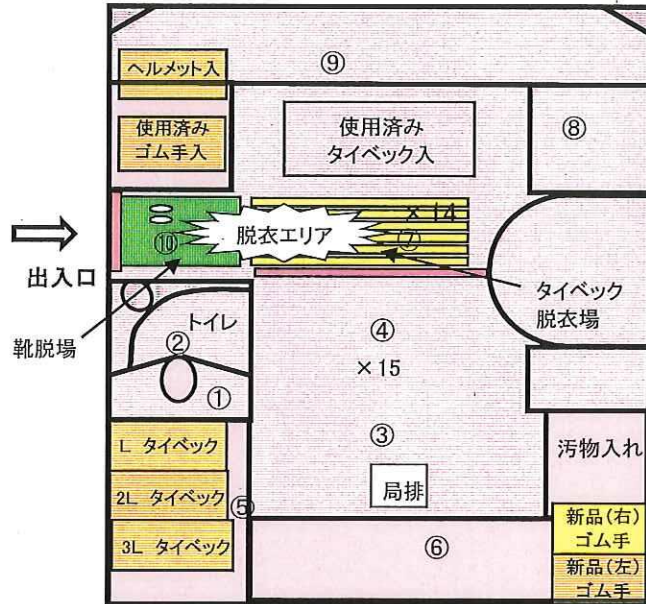 ヘルメット入
⑨
使用済み
ゴム手入
使用済み
タイベック入
⑧
×14
脱衣エリア
⑩
⑦
出入口
タイベック
脱衣場
靴脱場
トイレ
②
①
④
×15
③
局排
L タイベック
2L タイベック
⑤
3L タイベック
⑥
汚物入れ
新品(右)
ゴム手
新品(左)
ゴム手